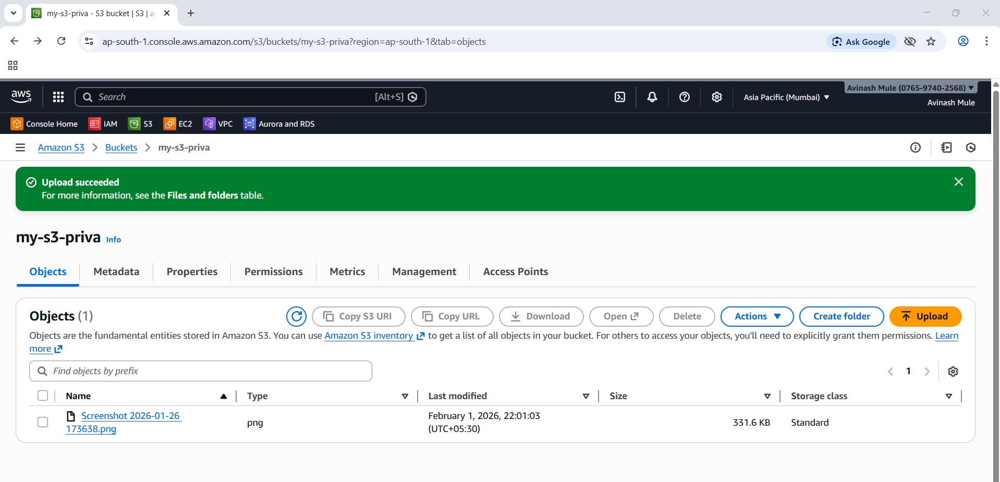 my-s3-priva - S3 bucket | S3 | a
ap-south-1.console.aws.amazon.com/s3/buckets/my-s3-priva?region=ap-south-1&tab=objects
Ask Google
aws
Search
[Alt+S]
Asia Pacific (Mumbai)
Avinash Mule (0765-9740-2568)
Avinash Mule
Console Home
IAM
S3
EC2
VPC
Aurora and RDS
Amazon S3
Buckets
my-s3-priva
Upload succeeded
For more information, see the Files and folders table.
my-s3-priva Info
Objects
Metadata
Properties
Permissions
Metrics
Management
Access Points
Objects (1)
Copy S3 URI
Copy URL
Download
Open
Delete
Actions
Create folder
Upload
Objects are the fundamental entities stored in Amazon S3. You can use Amazon S3 inventory to get a list of all objects in your bucket. For others to access your objects, you'll need to explicitly grant them permissions. Learn
more
Find objects by prefix
1
Name
Type
Last modified
Size
Storage class
Screenshot 2026-01-26
173638.png
png
February 1, 2026, 22:01:03
(UTC+05:30)
331.6 KB
Standard